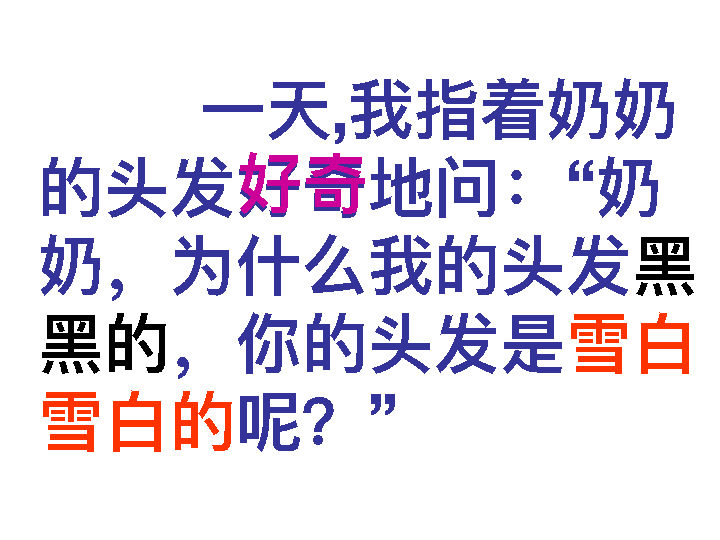 一天,我指着奶奶
的头发好奇地问：“奶
奶，为什么我的头发黑
黑的，你的头发是雪白
雪白的呢？”